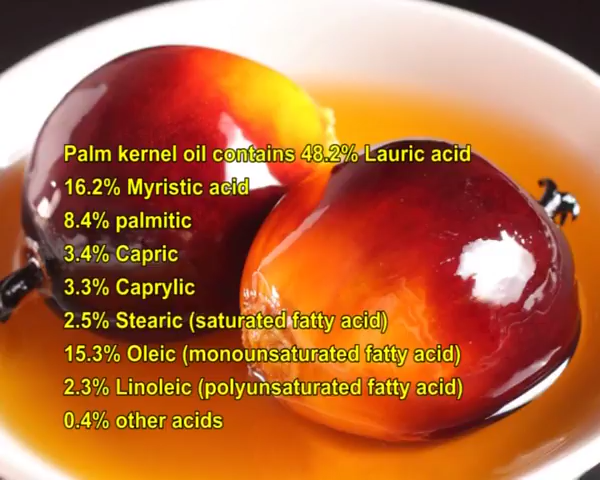 Palm kernel oil contains 48.2% Lauric acid
16.2% Myristic acid
8.4% palmitic
3.4% Capric
3.3% Caprylic
2.5% Stearic (saturated fatty acid)
15.3% Oleic (monounsaturated fatty acid)
2.3% Linoleic (polyunsaturated fatty acid)
0.4% other acids